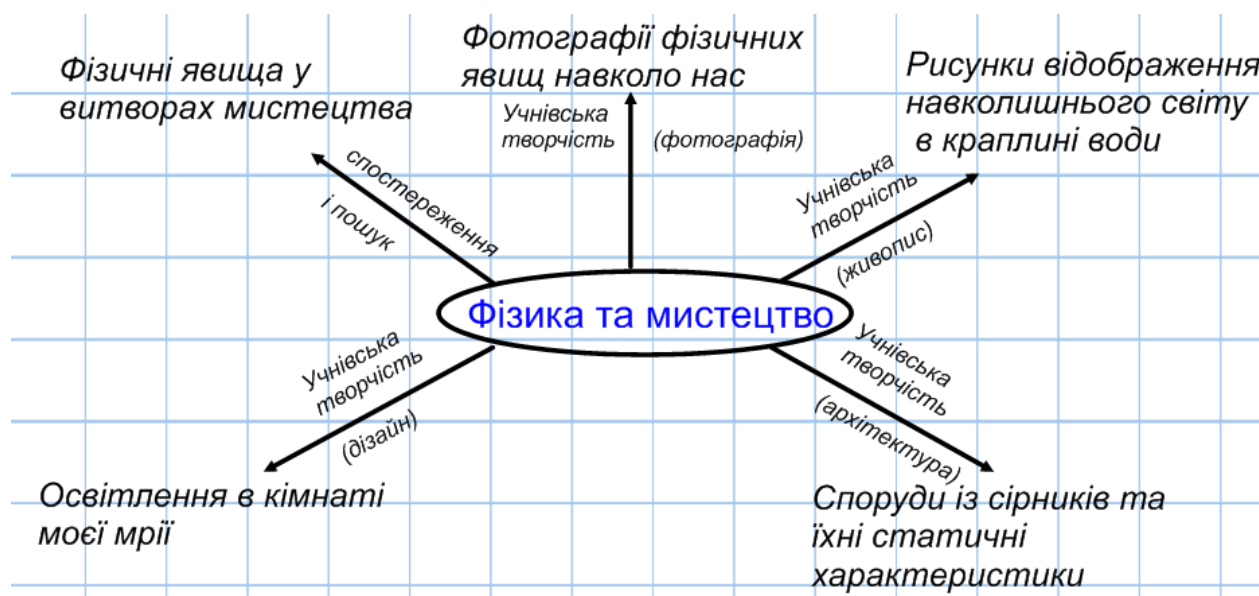 Фізичні явища у
витворах мистецтва
Фотографії фізичних
явищ навколо нас
Рисунки відображення
навколишнього світу
в краплині води
спостереження
і пошук
Учнівська
творчість
(фотографія)
Учнівська
творчість
(живопис)
Фізика та мистецтво
Учнівська
творчість
(дізайн)
Учнівська
творчість
(архітектура)
Освітлення в кімнаті
моєї мрії
Споруди із сірників та
їхні статичні
характеристики